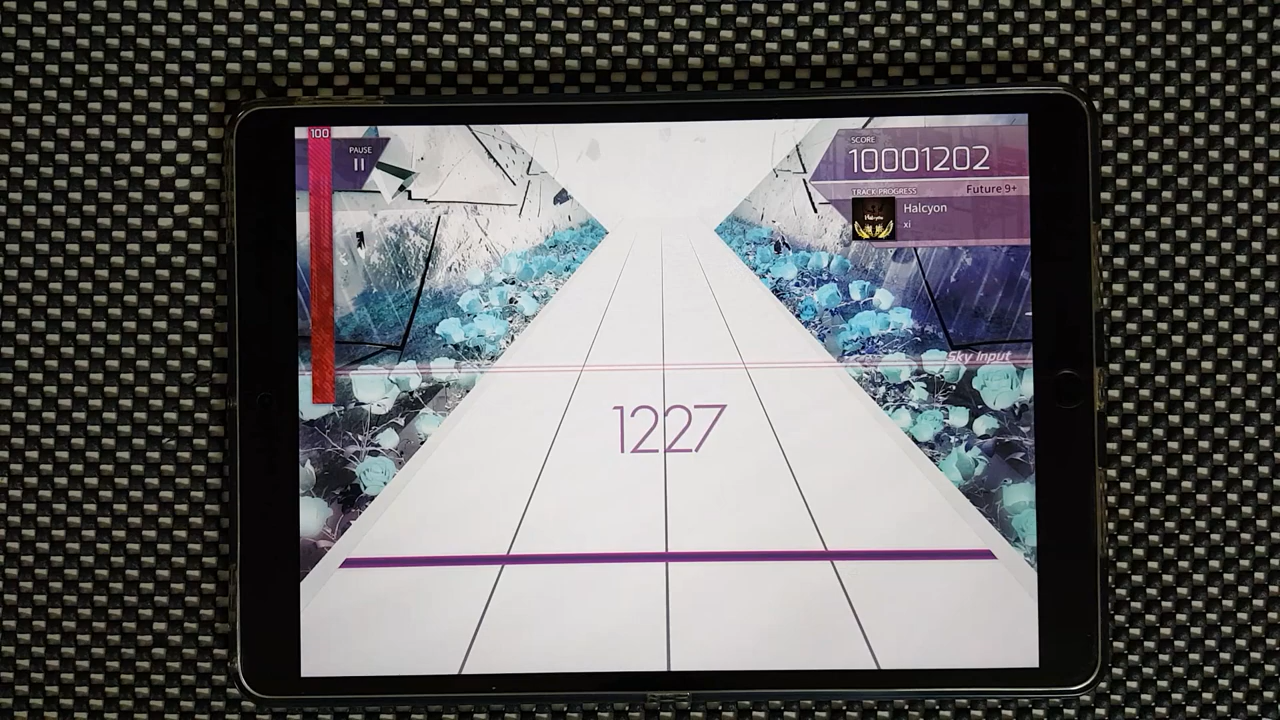 100
PAUSE
SCORE
10001202
TRACK PROGRESS
Future 9+
Halcyon
xi
Sky Input
1227